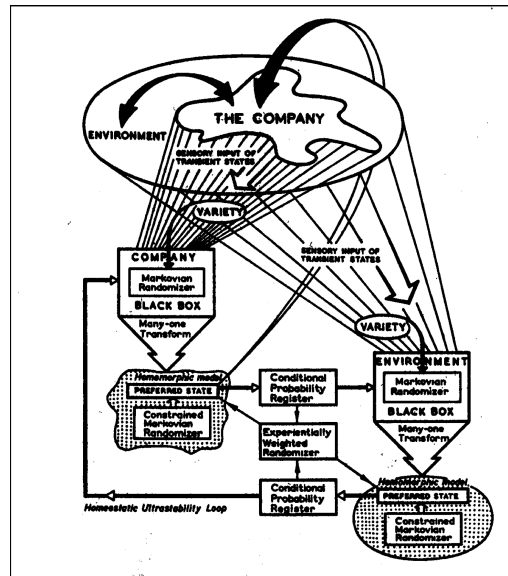 THE COMPANY
ENVIRONMENT
SENSORY INPUT OF
TRANSIENT STATES
VARIETY
SENSORY INPUT OF
TRANSIENT STATES
COMPANY
Markovian
Randomizer
BLACK BOX
Many-one
Transform
VARIETY
ENVIRONMENT
Markovian
Randomizer
BLACK BOX
Many-one
Transform
Homomorphic model
PREFERRED STATE
Constrained
Markovian
Randomizer
Conditional
Probability
Register
Experientially
Weighted
Randomizer
Conditional
Probability
Register
Homeostatic Ultrastability Loop
Homomorphic model
PREFERRED STATE
Constrained
Markovian
Randomizer